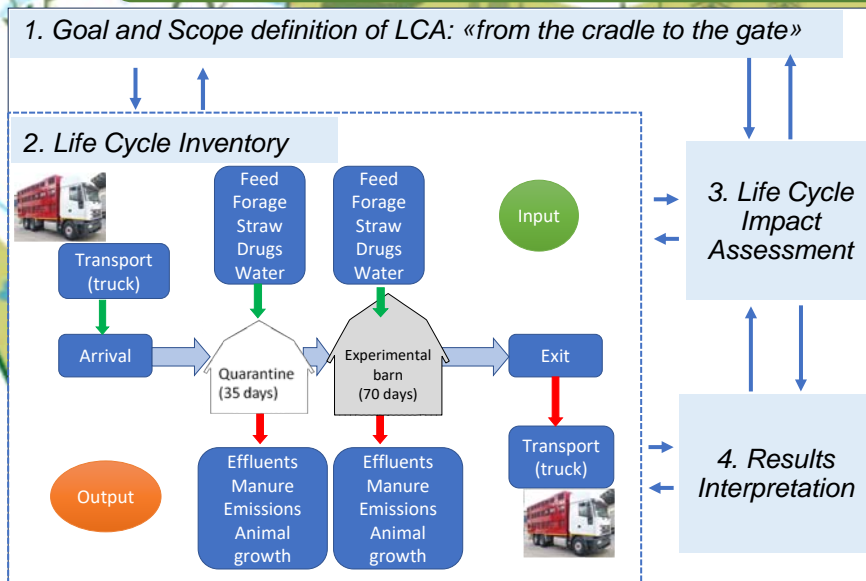 1. Goal and Scope definition of LCA: «from the cradle to the gate»
2. Life Cycle Inventory
Feed
Forage
Straw
Drugs
Water
Feed
Forage
Straw
Drugs
Water
Input
3. Life Cycle
Impact
Assessment
Transport
(truck)
Arrival
Quarantine
(35 days)
Experimental
barn
(70 days)
Exit
Effluents
Manure
Emissions
Animal
growth
Effluents
Manure
Emissions
Animal
growth
Transport
(truck)
Output
4. Results
Interpretation